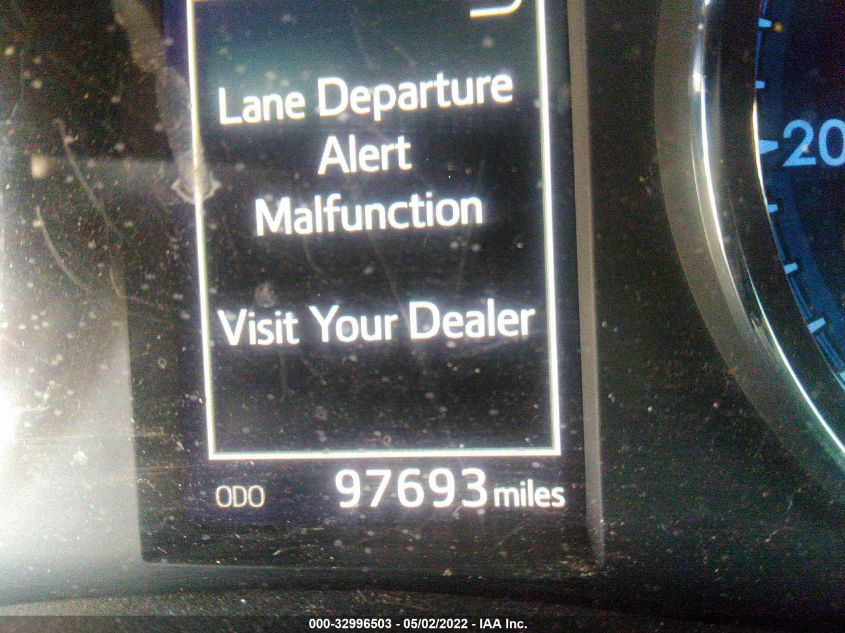 Lane Departure
Alert
Malfunction
Visit Your Dealer
20
ODO 97693 miles
000-32996503 - 05/02/2022 - IAA Inc.